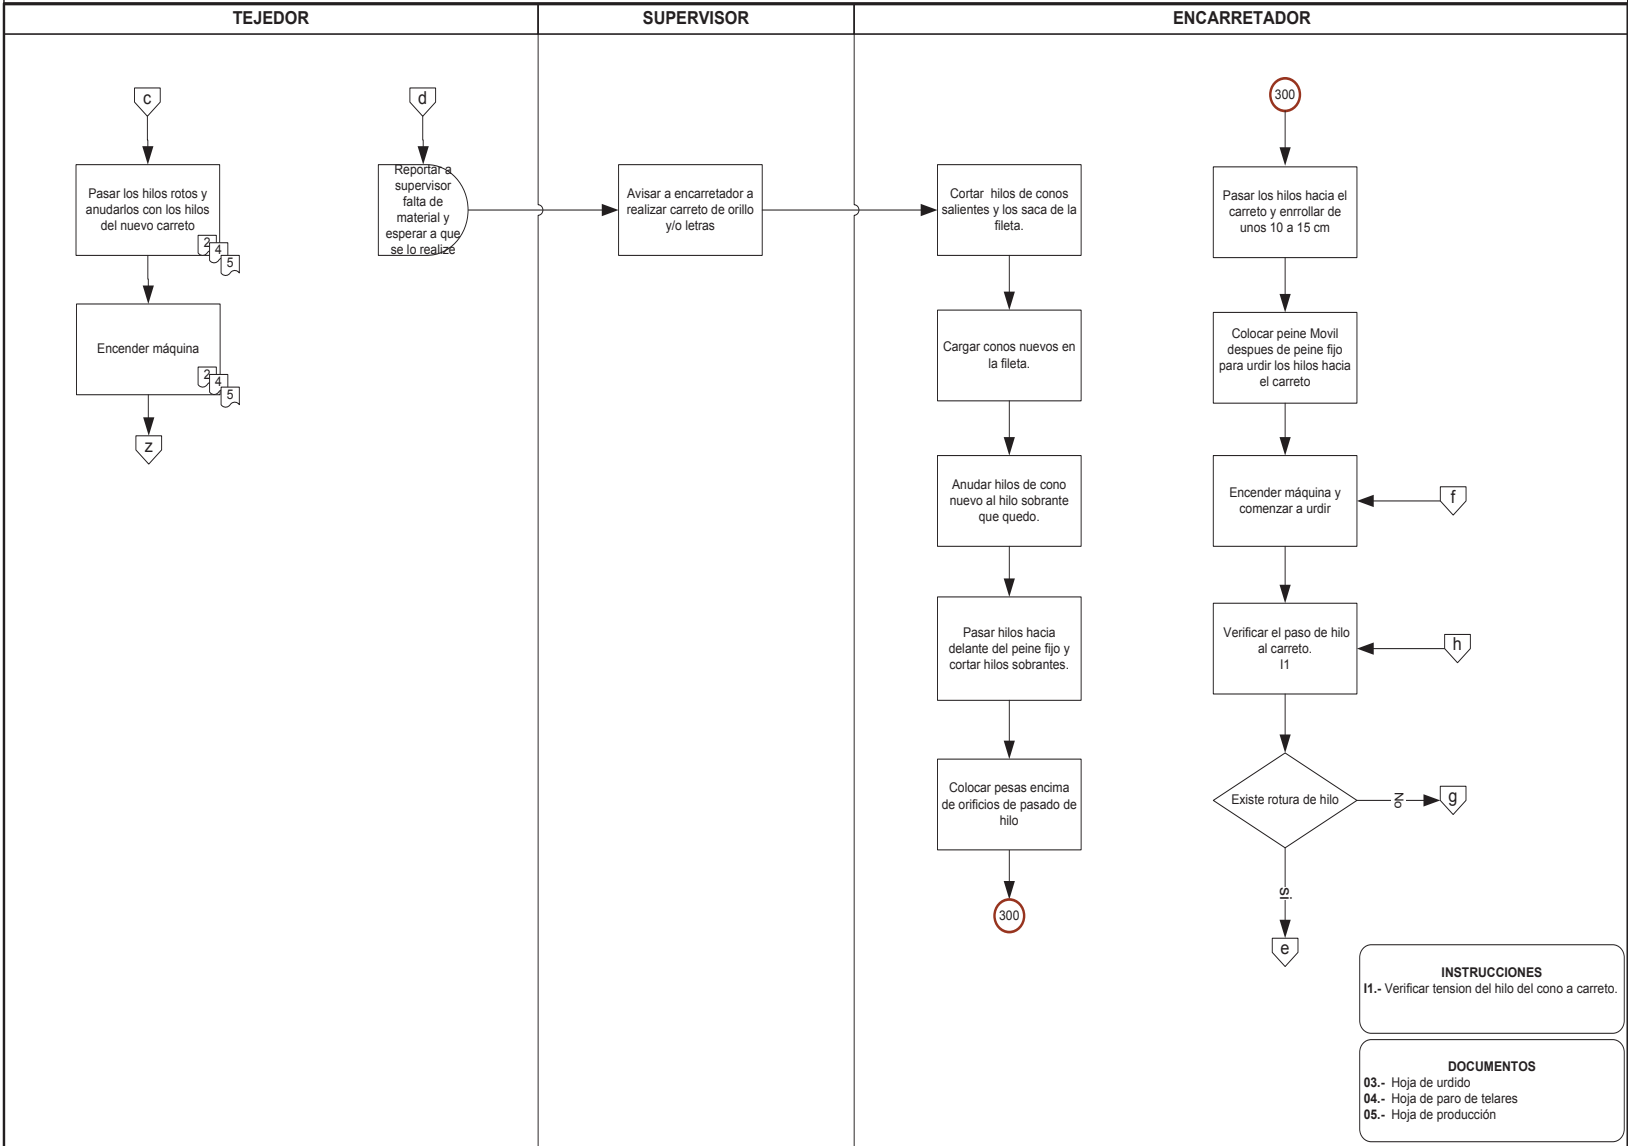 TEJEDOR
SUPERVISOR
ENCARRETADOR
c
Pasar los hilos rotos y
anudarlos con los hilos
del nuevo carreto
2
4
5
Encender máquina
2
4
5
z
d
Reportar a
supervisor
falta de
material y
esperar a que
se lo realize
Avisar a encarretador a
realizar carreto de orillo
y/o letras
Cortar hilos de conos
salientes y los saca de la
fileta.
Cargar conos nuevos en
la fileta.
Anudar hilos de cono
nuevo al hilo sobrante
que quedo.
Pasar hilos hacia
delante del peine fijo y
cortar hilos sobrantes.
Colocar pesas encima
de orificios de pasado de
hilo
300
300
Pasar los hilos hacia el
carreto y enrrollar de
unos 10 a 15 cm
Colocar peine Movil
despues de peine fijo
para urdir los hilos hacia
el carreto
Encender máquina y
comenzar a urdir
f
Verificar el paso de hilo
al carreto.
I1
h
Existe rotura de hilo
No
g
si
e
INSTRUCCIONES
I1.- Verificar tension del hilo del cono a carreto.
DOCUMENTOS
03.- Hoja de urdido
04.- Hoja de paro de telares
05.- Hoja de producción